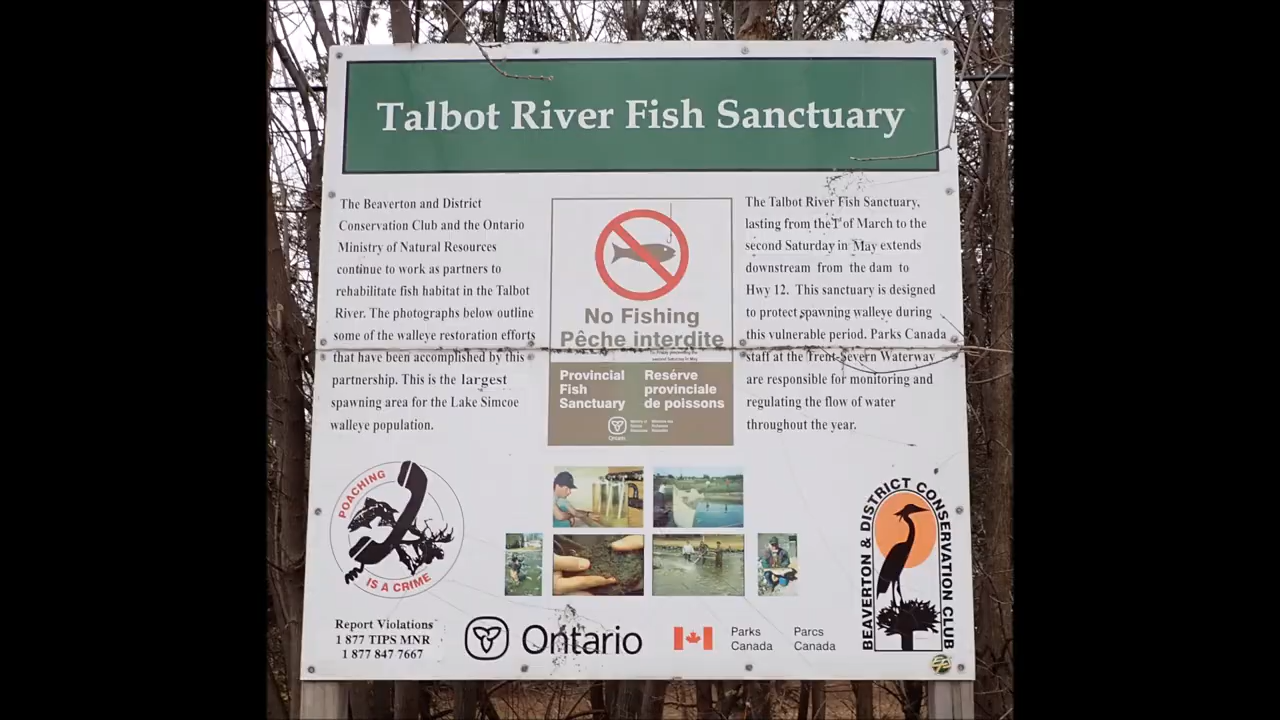 Talbot River Fish Sanctuary
The Beaverton and District
Conservation Club and the Ontario
Ministry of Natural Resources
continue to work as partners to
rehabilitate fish habitat in the Talbot
River. The photographs below outline
some of the walleye restoration efforts
that have been accomplished by this
partnership. This is the largest
spawning area for the Lake Simcoe
walleye population.
No Fishing
Pêche interdite
Provincial
Fish
Sanctuary
Resérve
provinciale
de poissons
Ontario
The Talbot River Fish Sanctuary,
lasting from the 1st of March to the
second Saturday in May extends
downstream from the dam to
Hwy 12. This sanctuary is designed
to protect spawning walleye during
this vulnerable period. Parks Canada
staff at the Trent-Severn Waterway
are responsible for monitoring and
regulating the flow of water
throughout the year.
POACHING
IS A CRIME
Report Violations
1 877 TIPS MNR
1 877 847 7667
Ontario
Parks
Canada
Parcs
Canada
BEAVERTON & DISTRICT CONSERVATION CLUB